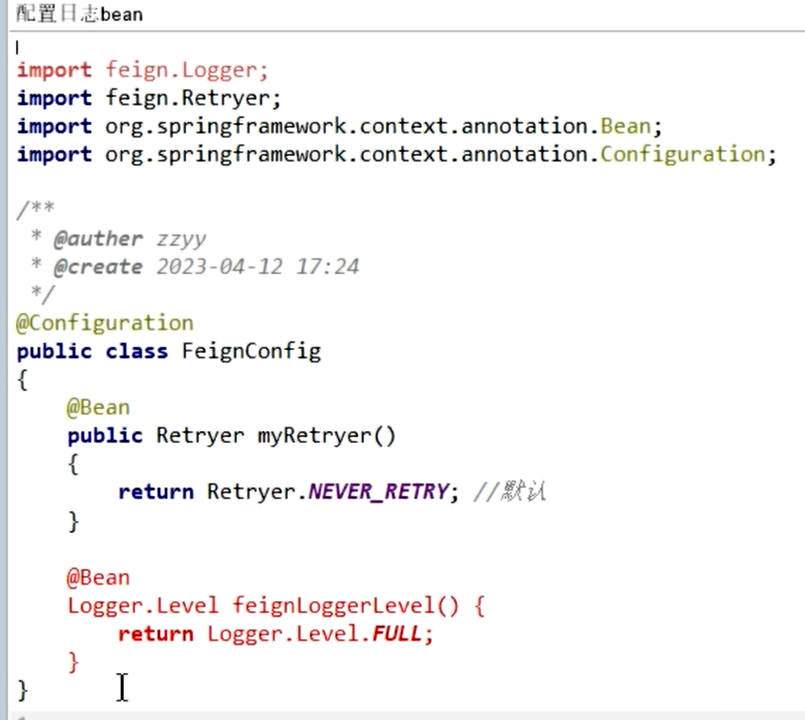 配置日志bean
import feign.Logger;
import feign.Retryer;
import org.springframework.context.annotation.Bean;
import org.springframework.context.annotation.Configuration;
/**
 * @auther zzyy
 * @create 2023-04-12 17:24
 */
@Configuration
public class FeignConfig
{
    @Bean
    public Retryer myRetryer()
    {
        return Retryer.NEVER_RETRY; //默认
    }
    @Bean
    Logger.Level feignLoggerLevel() {
        return Logger.Level.FULL;
    }
}